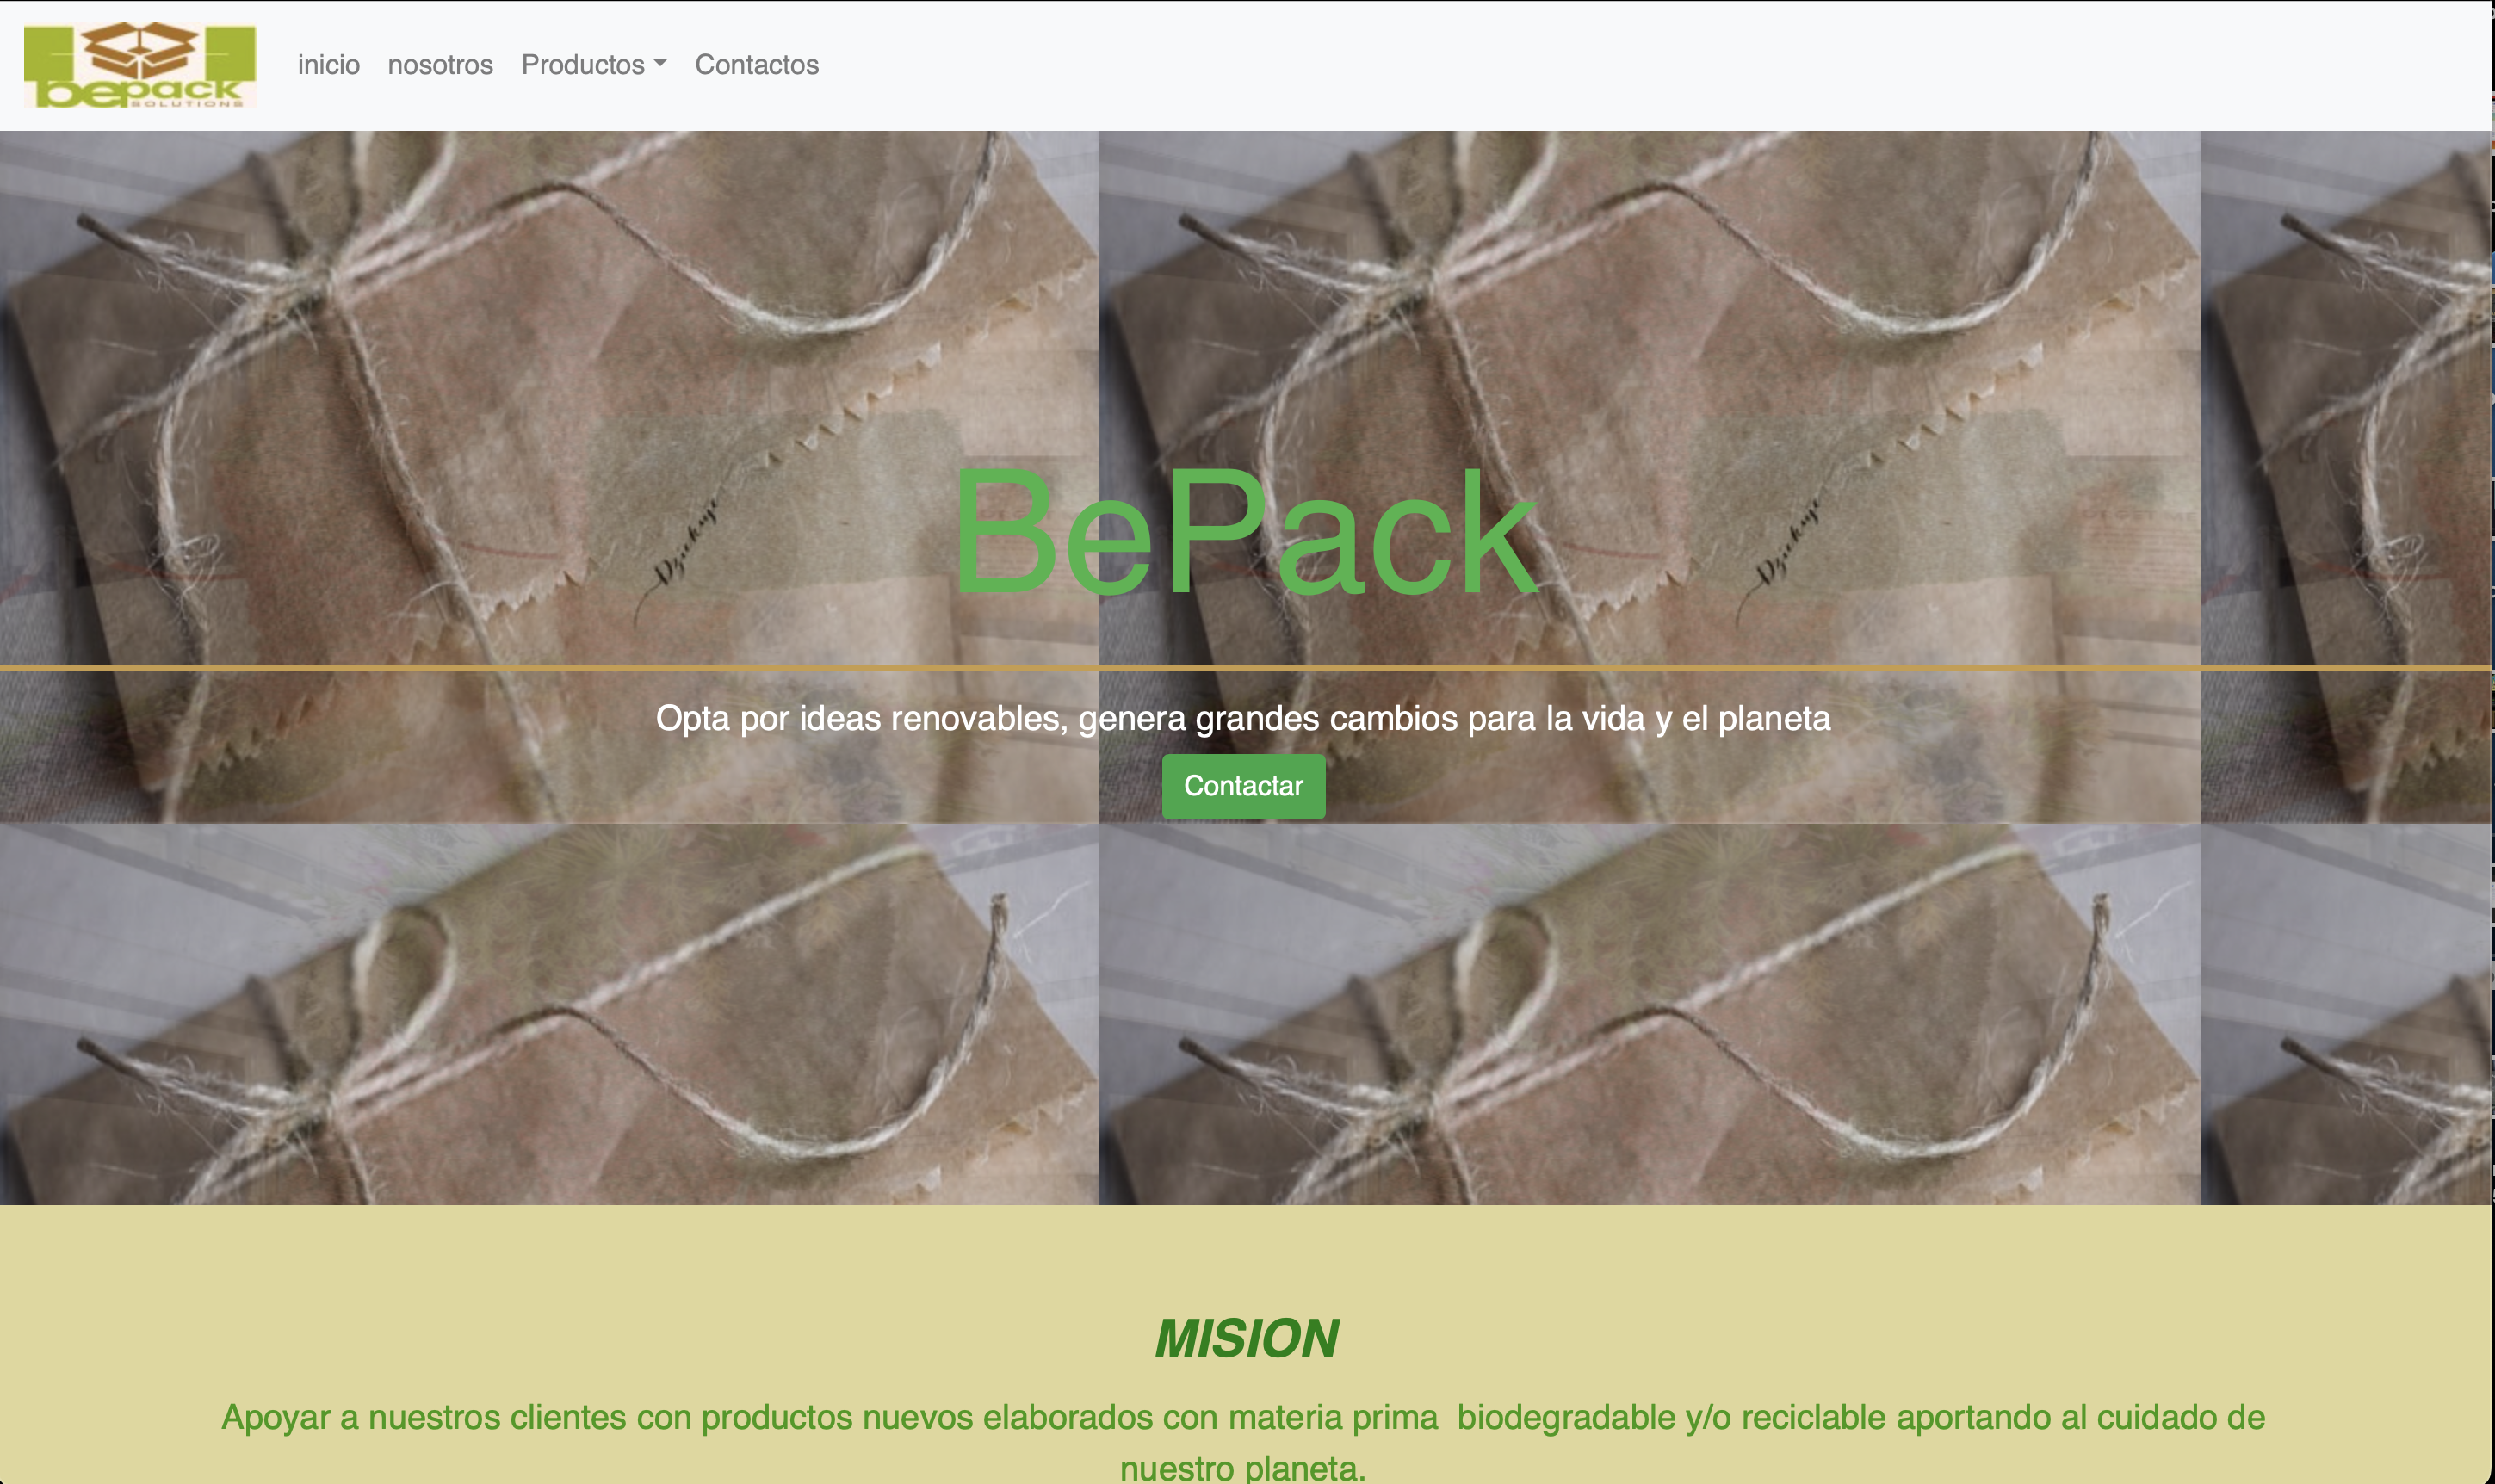 bepack
SOLUTIONS
inicio nosotros Productos Contactos
Dziękuję
Dziękuję
BePack
Opta por ideas renovables, genera grandes cambios para la vida y el planeta
Contactar
MISION
Apoyar a nuestros clientes con productos nuevos elaborados con materia prima  biodegradable y/o reciclable aportando al cuidado de
nuestro planeta.